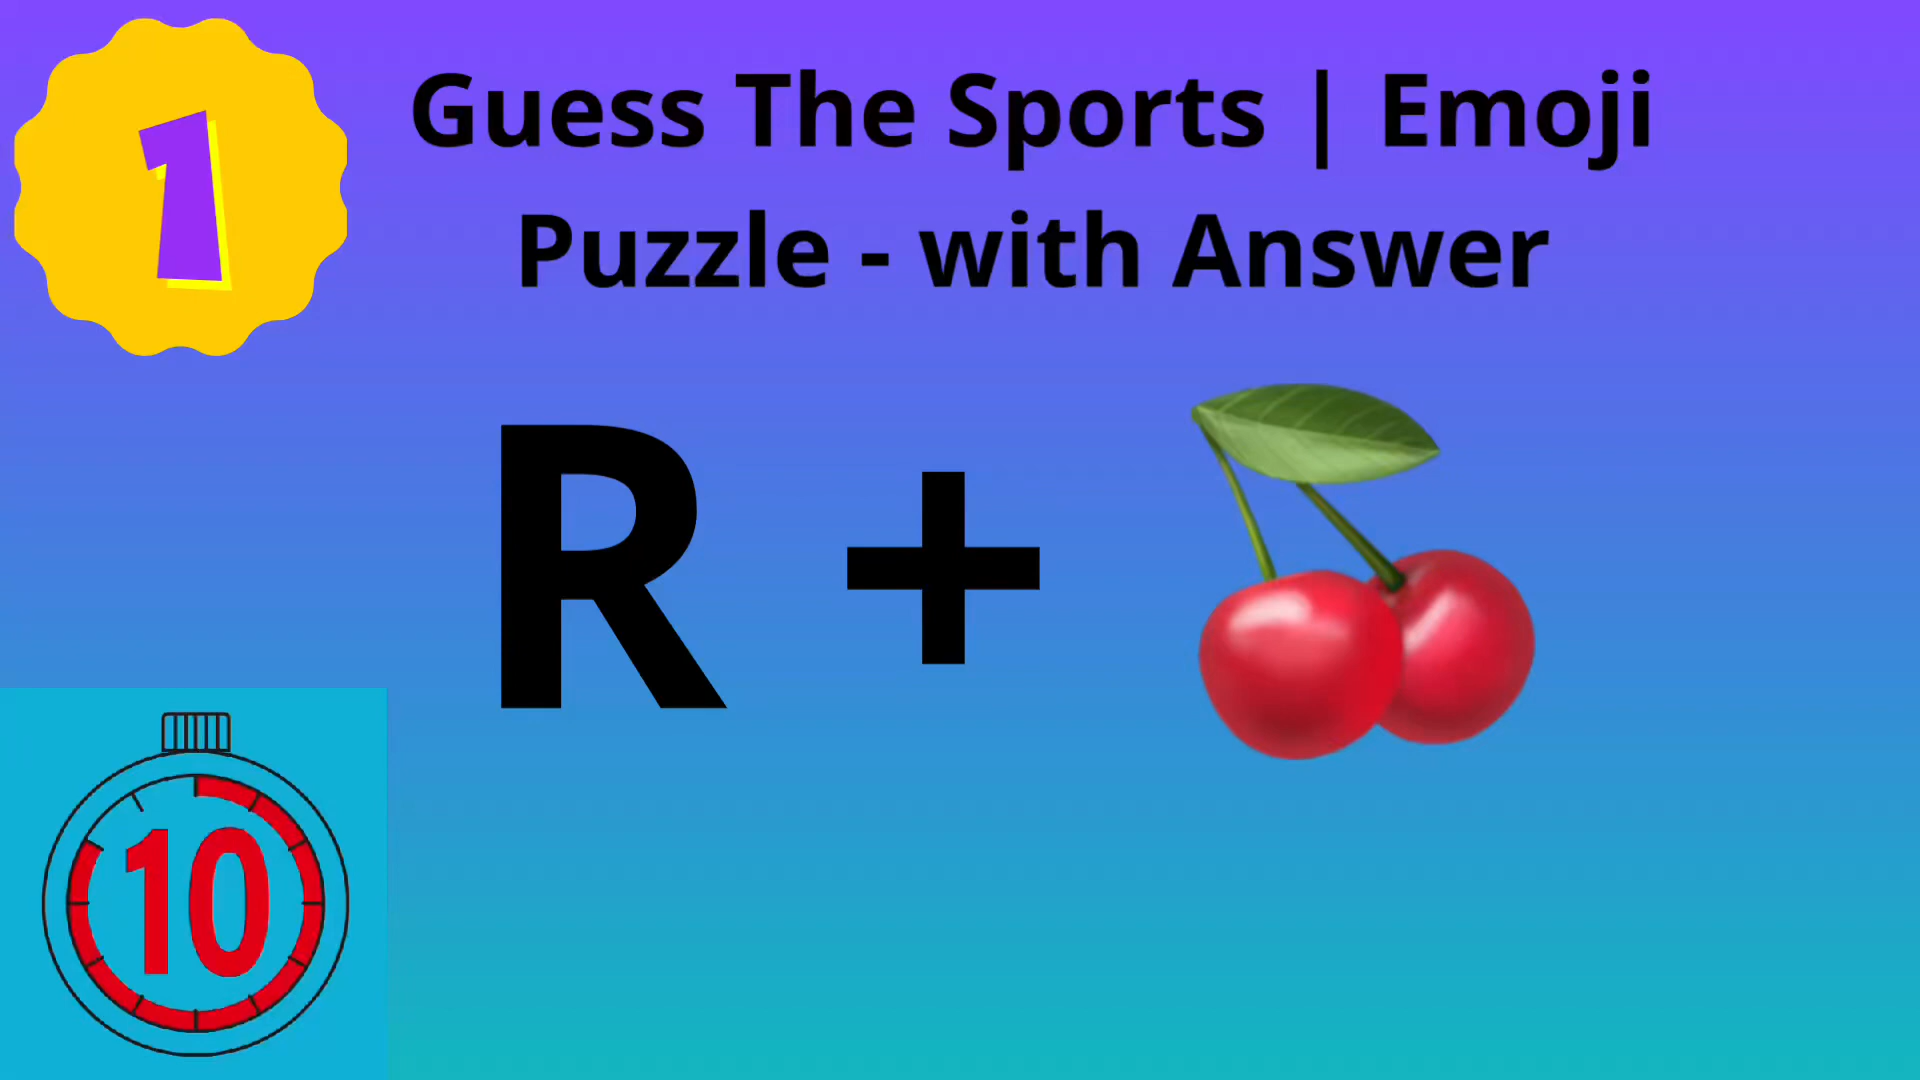 1
Guess The Sports | Emoji
Puzzle - with Answer
R +
10